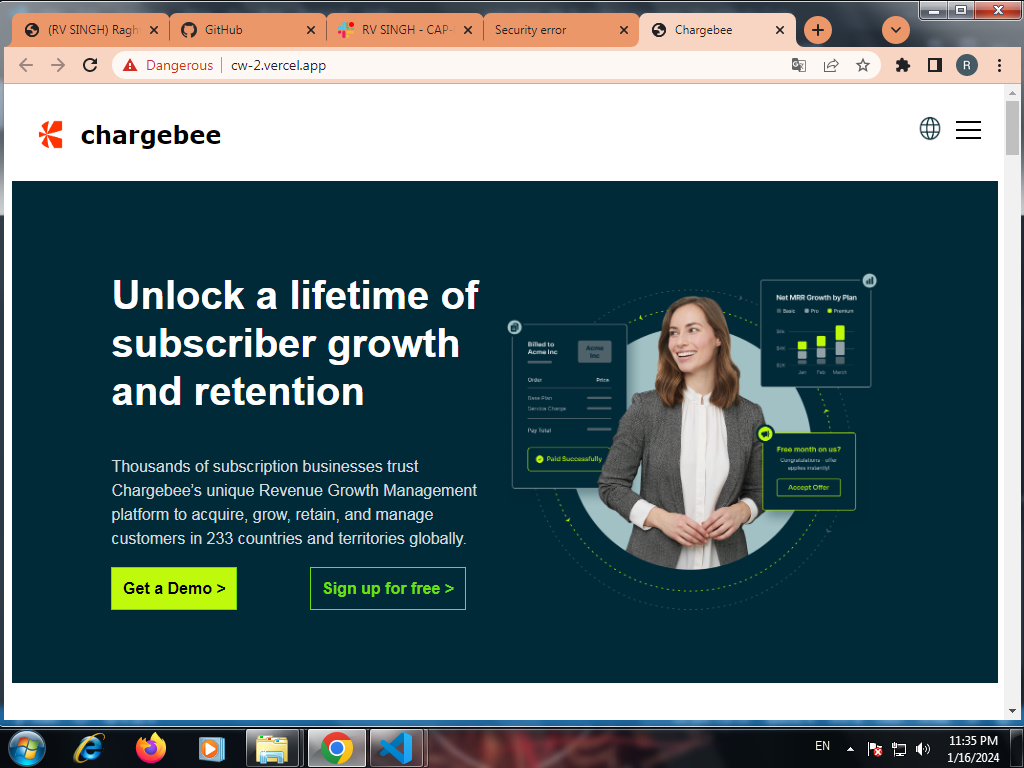 (RV SINGH) Ragh
GitHub
RV SINGH - CAP-
Security error
Chargebee
Dangerous
cw-2.vercel.app
R
chargebee
Unlock a lifetime of
subscriber growth
and retention
Thousands of subscription businesses trust
Chargebee’s unique Revenue Growth Management
platform to acquire, grow, retain, and manage
customers in 233 countries and territories globally.
Get a Demo >
Sign up for free >
Billed to
Acme Inc
Acme
Inc
Order Price
Base Plan
Service Charge
Pay Total
Paid Successfully
Net MRR Growth by Plan
Basic Pro Premium
Jan Feb March
Free month on us?
Congratulations - offer
applies instantly!
Accept Offer
EN
11:35 PM
1/16/2024